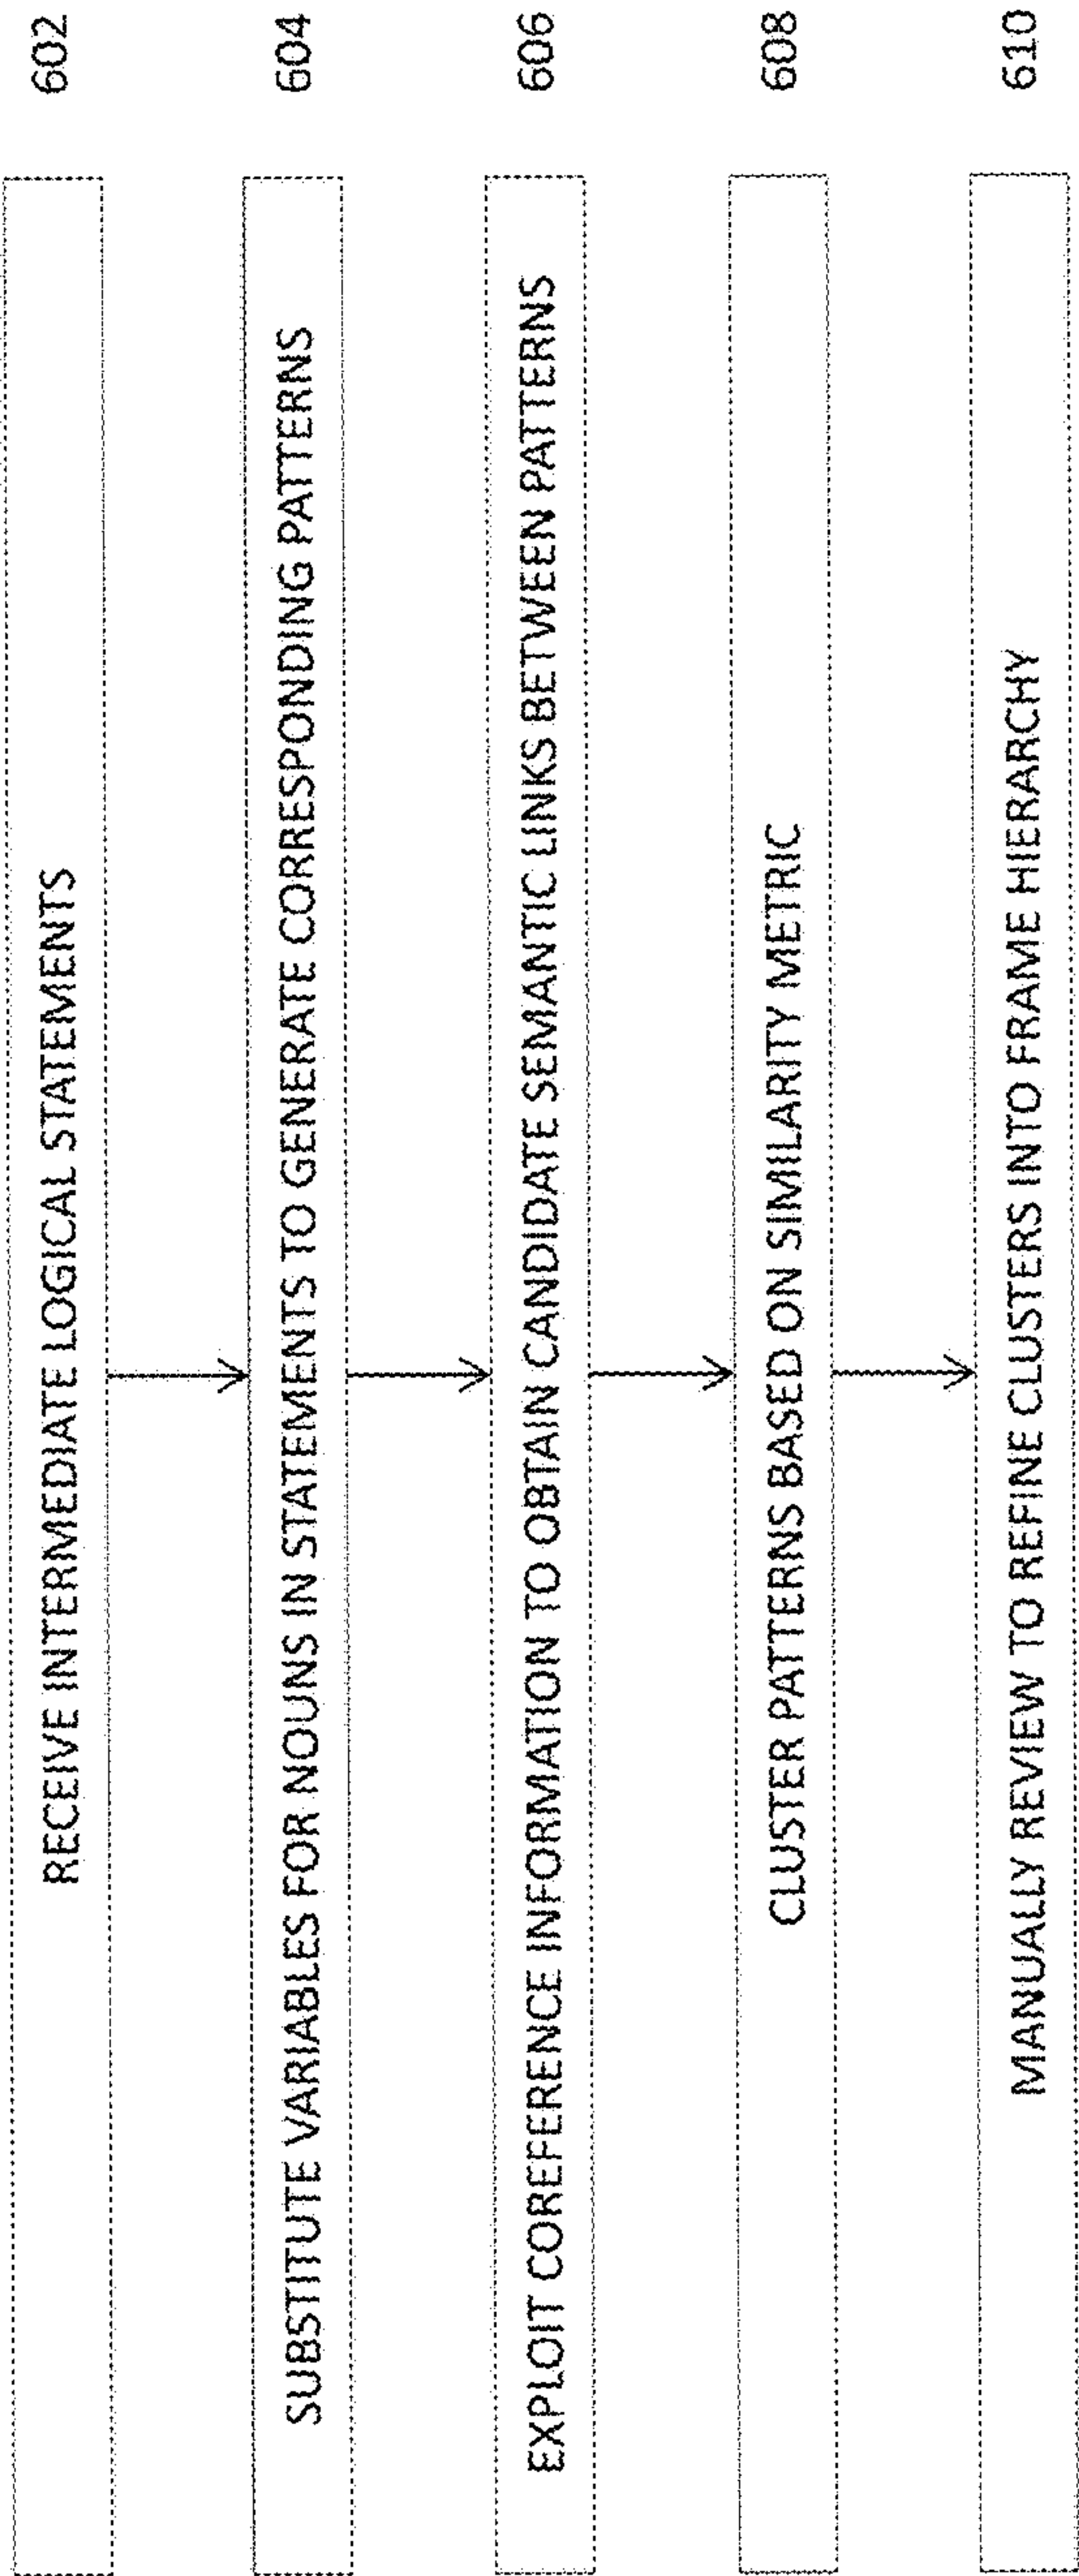 RECEIVE INTERMEDIATE LOGICAL STATEMENTS 602
SUBSTITUTE VARIABLES FOR NOUNS IN STATEMENTS TO GENERATE CORRESPONDING PATTERNS 604
EXPLOIT COREFERENCE INFORMATION TO OBTAIN CANDIDATE SEMANTIC LINKS BETWEEN PATTERNS 606
CLUSTER PATTERNS BASED ON SIMILARITY METRIC 608
MANUALLY REVIEW TO REFINE CLUSTERS INTO FRAME HIERARCHY 610